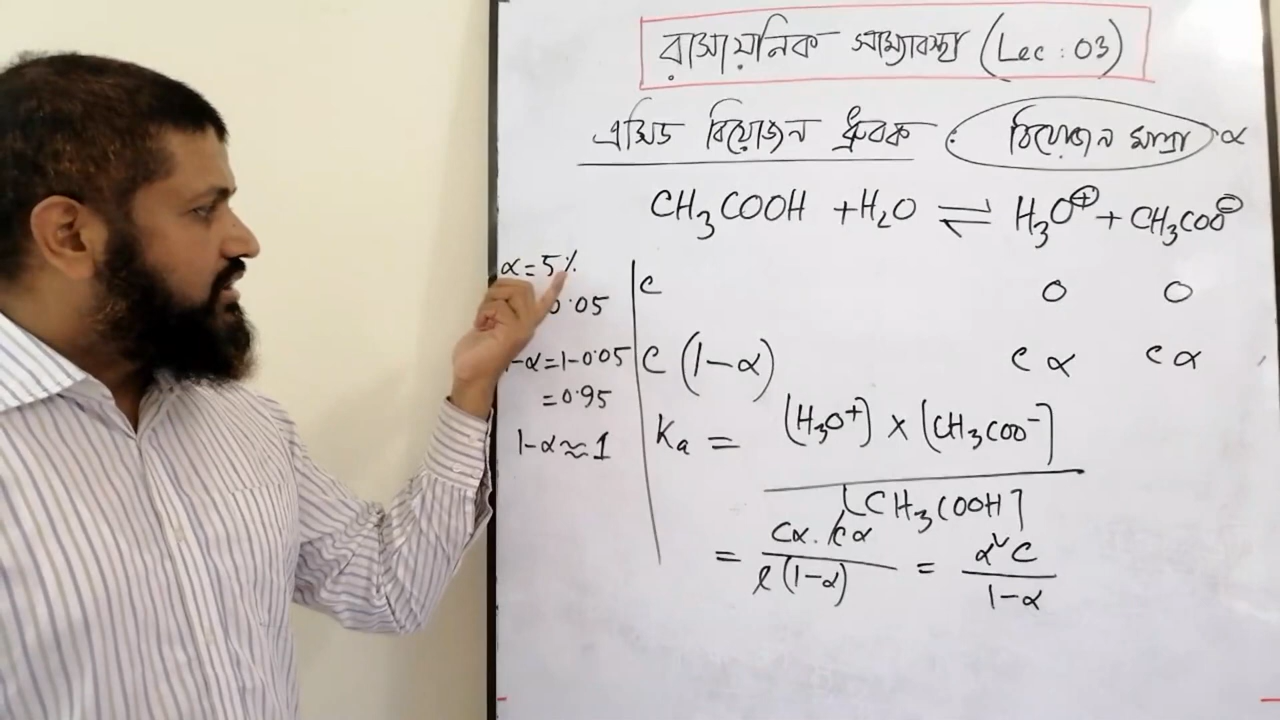 রাসায়নিক সাম্যাবস্থা (Lec : 03)
এসিড বিয়োজন ধ্রুবক : বিয়োজন মাত্রা α
CH₃COOH + H₂O ⇌ H₃O⊕ + CH₃COO⊖
α = 5%
0.05
1-α = 1-0.05
= 0.95
1-α ≈ 1
C 0 0
C (1-α) Cα Cα
Ka = (H₃O⁺) × [CH₃COO⁻] / [CH₃COOH]
= Cα . Cα / C(1-α) = α²C / 1-α